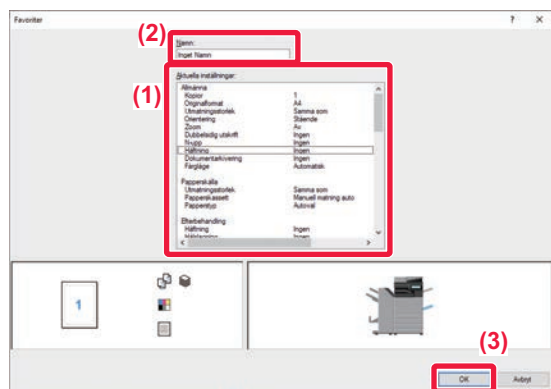 Favoriter ? X
(2)
Namn:
Inget Namn
(1)
Aktuella inställningar:
Allmänna
Kopior 1
Originalformat A4
Utmatningsstorlek Samma som
Orientering Stående
Zoom Av
Dubbelsidig utskrift Ingen
N-upp Ingen
Häftning Ingen
Dokumentarkivering Ingen
Färgläge Automatisk
Papperskälla
Utmatningsstorlek Samma som
Papperskassett Manuell matning auto
Papperstyp Autoval
Efterbehandling
Häftning Ingen
Hålslagning Ingen
1
(3)
OK Avbryt